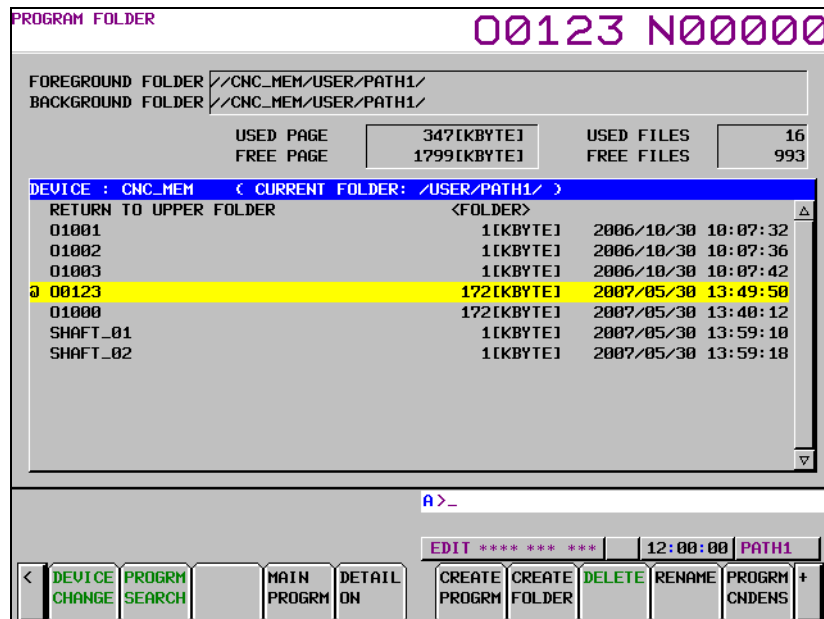 PROGRAM FOLDER
O0123 N00000
FOREGROUND FOLDER //CNC_MEM/USER/PATH1/
BACKGROUND FOLDER //CNC_MEM/USER/PATH1/
USED PAGE 347[KBYTE] USED FILES 16
FREE PAGE 1799[KBYTE] FREE FILES 993
DEVICE : CNC_MEM ( CURRENT FOLDER: /USER/PATH1/ )
RETURN TO UPPER FOLDER <FOLDER>
O1001 1[KBYTE] 2006/10/30 10:07:32
O1002 1[KBYTE] 2006/10/30 10:07:36
O1003 1[KBYTE] 2006/10/30 10:07:42
@ O0123 172[KBYTE] 2007/05/30 13:49:50
O1000 172[KBYTE] 2007/05/30 13:40:12
SHAFT_01 1[KBYTE] 2007/05/30 13:59:10
SHAFT_02 1[KBYTE] 2007/05/30 13:59:18
A>_
EDIT **** *** *** 12:00:00 PATH1
< DEVICE PROGRM MAIN DETAIL CREATE CREATE DELETE RENAME PROGRM +
CHANGE SEARCH PROGRM ON PROGRM FOLDER CNDENS